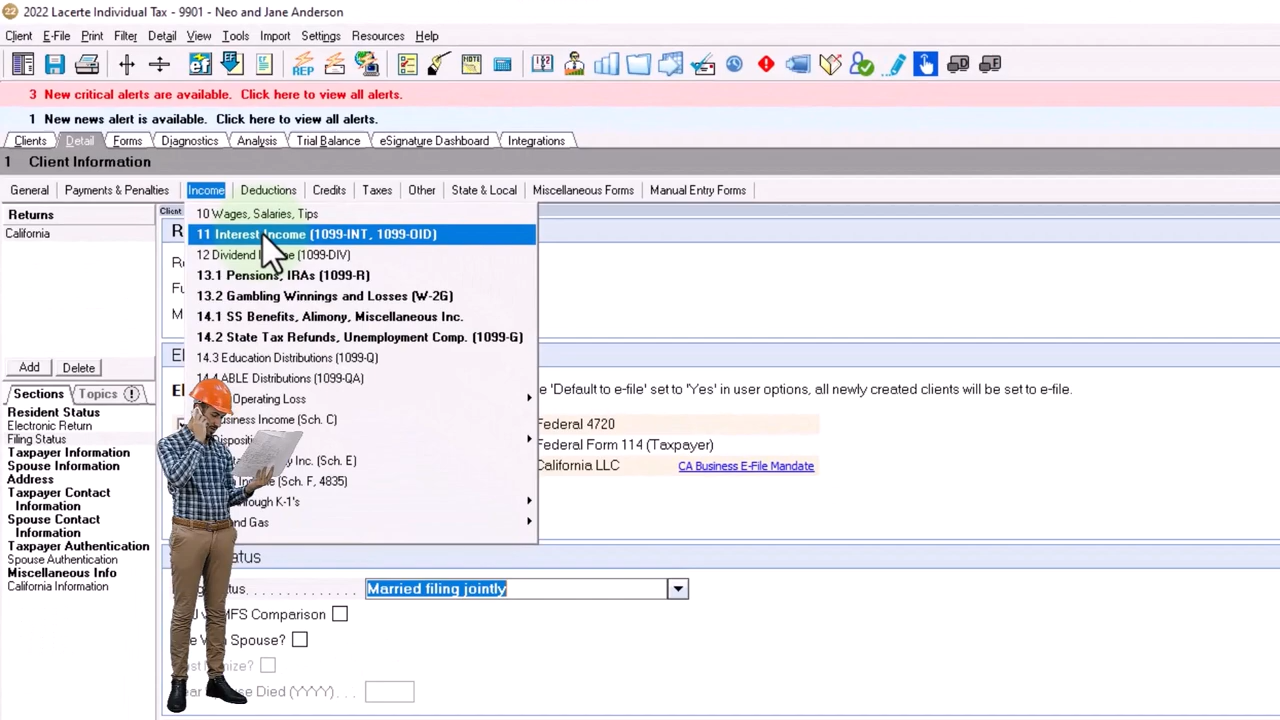 22
2022 Lacerte Individual Tax - 9901 - Neo and Jane Anderson
Client E-File Print Filter Detail View Tools Import Settings Resources Help
REP EF NOTE
3 New critical alerts are available. Click here to view all alerts.
1 New news alert is available. Click here to view all alerts.
Clients Detail Forms Diagnostics Analysis Trial Balance eSignature Dashboard Integrations
1 Client Information
General Payments & Penalties Income Deductions Credits Taxes Other State & Local Miscellaneous Forms Manual Entry Forms
Returns
California
Add Delete
Sections Topics
Resident Status
Electronic Return
Filing Status
Taxpayer Information
Spouse Information
Address
Taxpayer Contact
Information
Spouse Contact
Information
Taxpayer Authentication
Spouse Authentication
Miscellaneous Info
California Information
Client
10 Wages, Salaries, Tips
11 Interest Income (1099-INT, 1099-OID)
12 Dividend (1099-DIV)
13.1 Pensions, IRAs (1099-R)
13.2 Gambling Winnings and Losses (W-2G)
14.1 SS Benefits, Alimony, Miscellaneous Inc.
14.2 State Tax Refunds, Unemployment Comp. (1099-G)
14.3 Education Distributions (1099-Q)
ABLE Distributions (1099-QA)
Operating Loss
Income (Sch. C)
Inc. (Sch. E)
(Sch. F, 4835)
K-1's
Gas
'Default to e-file' set to "Yes' in user options, all newly created clients will be set to e-file.
Federal 4720
Federal Form 114 (Taxpayer)
California LLC CA Business E-File Mandate
Married filing jointly
MFS Comparison
Spouse?
Died (YYYY)